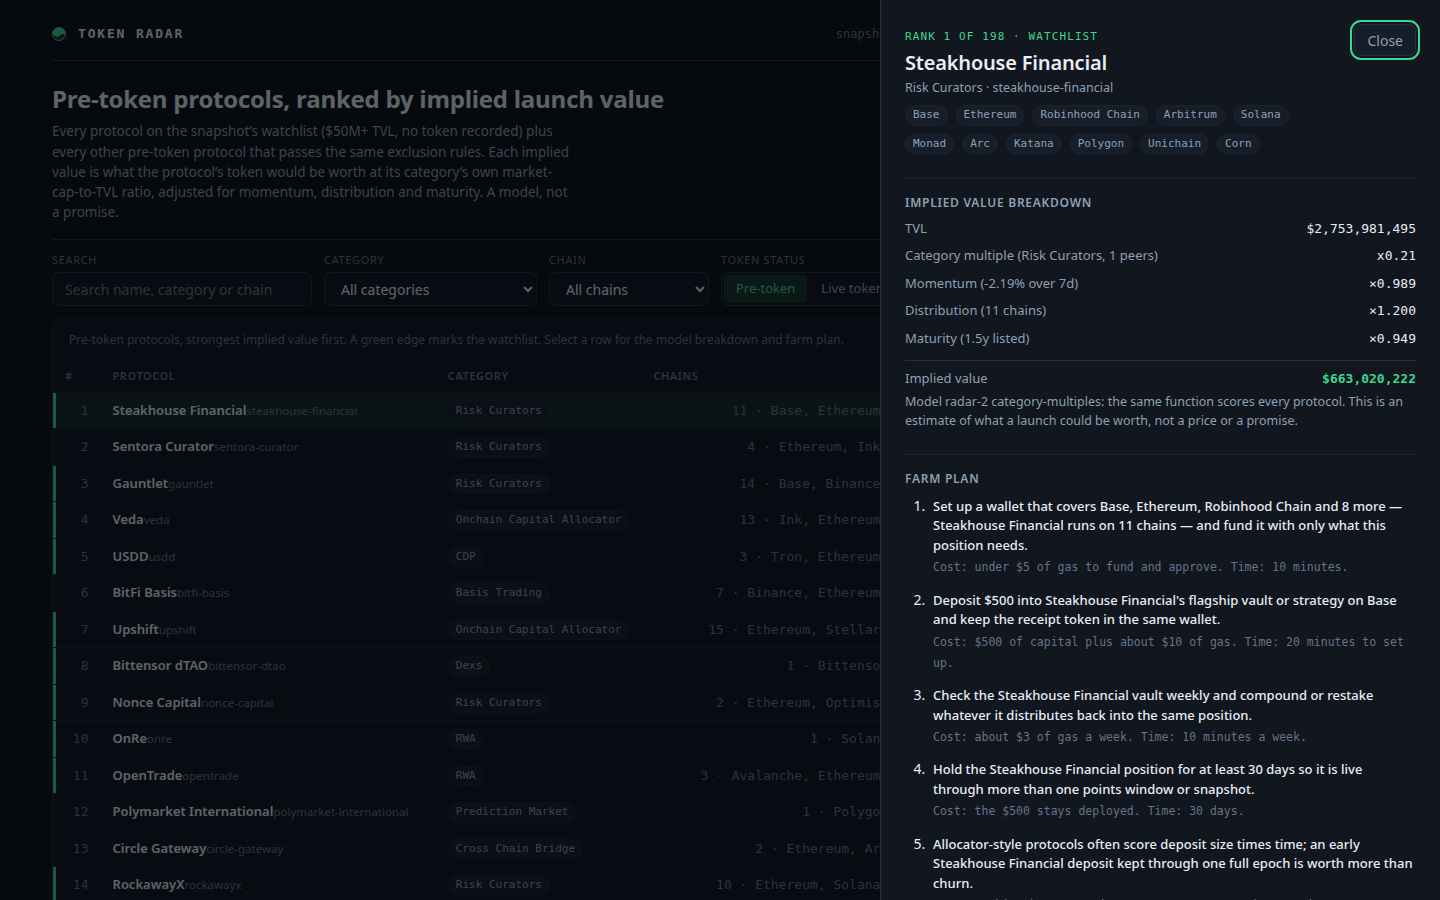 TOKEN RADAR
snapsh
Pre-token protocols, ranked by implied launch value
Every protocol on the snapshot's watchlist ($50M+ TVL, no token recorded) plus
every other pre-token protocol that passes the same exclusion rules. Each implied
value is what the protocol's token would be worth at its category's own market-
cap-to-TVL ratio, adjusted for momentum, distribution and maturity. A model, not
a promise.
SEARCH
CATEGORY
CHAIN
TOKEN STATUS
Search name, category or chain
All categories
All chains
Pre-token
Live token
Pre-token protocols, strongest implied value first. A green edge marks the watchlist. Select a row for the model breakdown and farm plan.
# PROTOCOL CATEGORY CHAINS
1 Steakhouse Financial steakhouse-financial Risk Curators 11 · Base, Ethereum
2 Sentora Curator sentora-curator Risk Curators 4 · Ethereum, Ink
3 Gauntlet gauntlet Risk Curators 14 · Base, Binance
4 Veda veda Onchain Capital Allocator 13 · Ink, Ethereum
5 USDD usdd CDP 3 · Tron, Ethereum
6 BitFi Basis bitfi-basis Basis Trading 7 · Binance, Ethereum
7 Upshift upshift Onchain Capital Allocator 15 · Ethereum, Stellar
8 Bittensor dTAO bittensor-dtao Dexs 1 · Bittenso
9 Nonce Capital nonce-capital Risk Curators 2 · Ethereum, Optimis
10 OnRe onre RWA 1 · Solan
11 OpenTrade opentrade RWA 3 · Avalanche, Ethereum
12 Polymarket International polymarket-international Prediction Market 1 · Polygo
13 Circle Gateway circle-gateway Cross Chain Bridge 2 · Ethereum, Ar
14 RockawayX rockawayx Risk Curators 10 · Ethereum, Solana
RANK 1 OF 198 · WATCHLIST
Close
Steakhouse Financial
Risk Curators · steakhouse-financial
Base Ethereum Robinhood Chain Arbitrum Solana
Monad Arc Katana Polygon Unichain Corn
IMPLIED VALUE BREAKDOWN
TVL $2,753,981,495
Category multiple (Risk Curators, 1 peers) x0.21
Momentum (-2.19% over 7d) ×0.989
Distribution (11 chains) ×1.200
Maturity (1.5y listed) ×0.949
Implied value $663,020,222
Model radar-2 category-multiples: the same function scores every protocol. This is an
estimate of what a launch could be worth, not a price or a promise.
FARM PLAN
1. Set up a wallet that covers Base, Ethereum, Robinhood Chain and 8 more —
Steakhouse Financial runs on 11 chains — and fund it with only what this
position needs.
Cost: under $5 of gas to fund and approve. Time: 10 minutes.
2. Deposit $500 into Steakhouse Financial's flagship vault or strategy on Base
and keep the receipt token in the same wallet.
Cost: $500 of capital plus about $10 of gas. Time: 20 minutes to set
up.
3. Check the Steakhouse Financial vault weekly and compound or restake
whatever it distributes back into the same position.
Cost: about $3 of gas a week. Time: 10 minutes a week.
4. Hold the Steakhouse Financial position for at least 30 days so it is live
through more than one points window or snapshot.
Cost: the $500 stays deployed. Time: 30 days.
5. Allocator-style protocols often score deposit size times time; an early
Steakhouse Financial deposit kept through one full epoch is worth more than
churn.